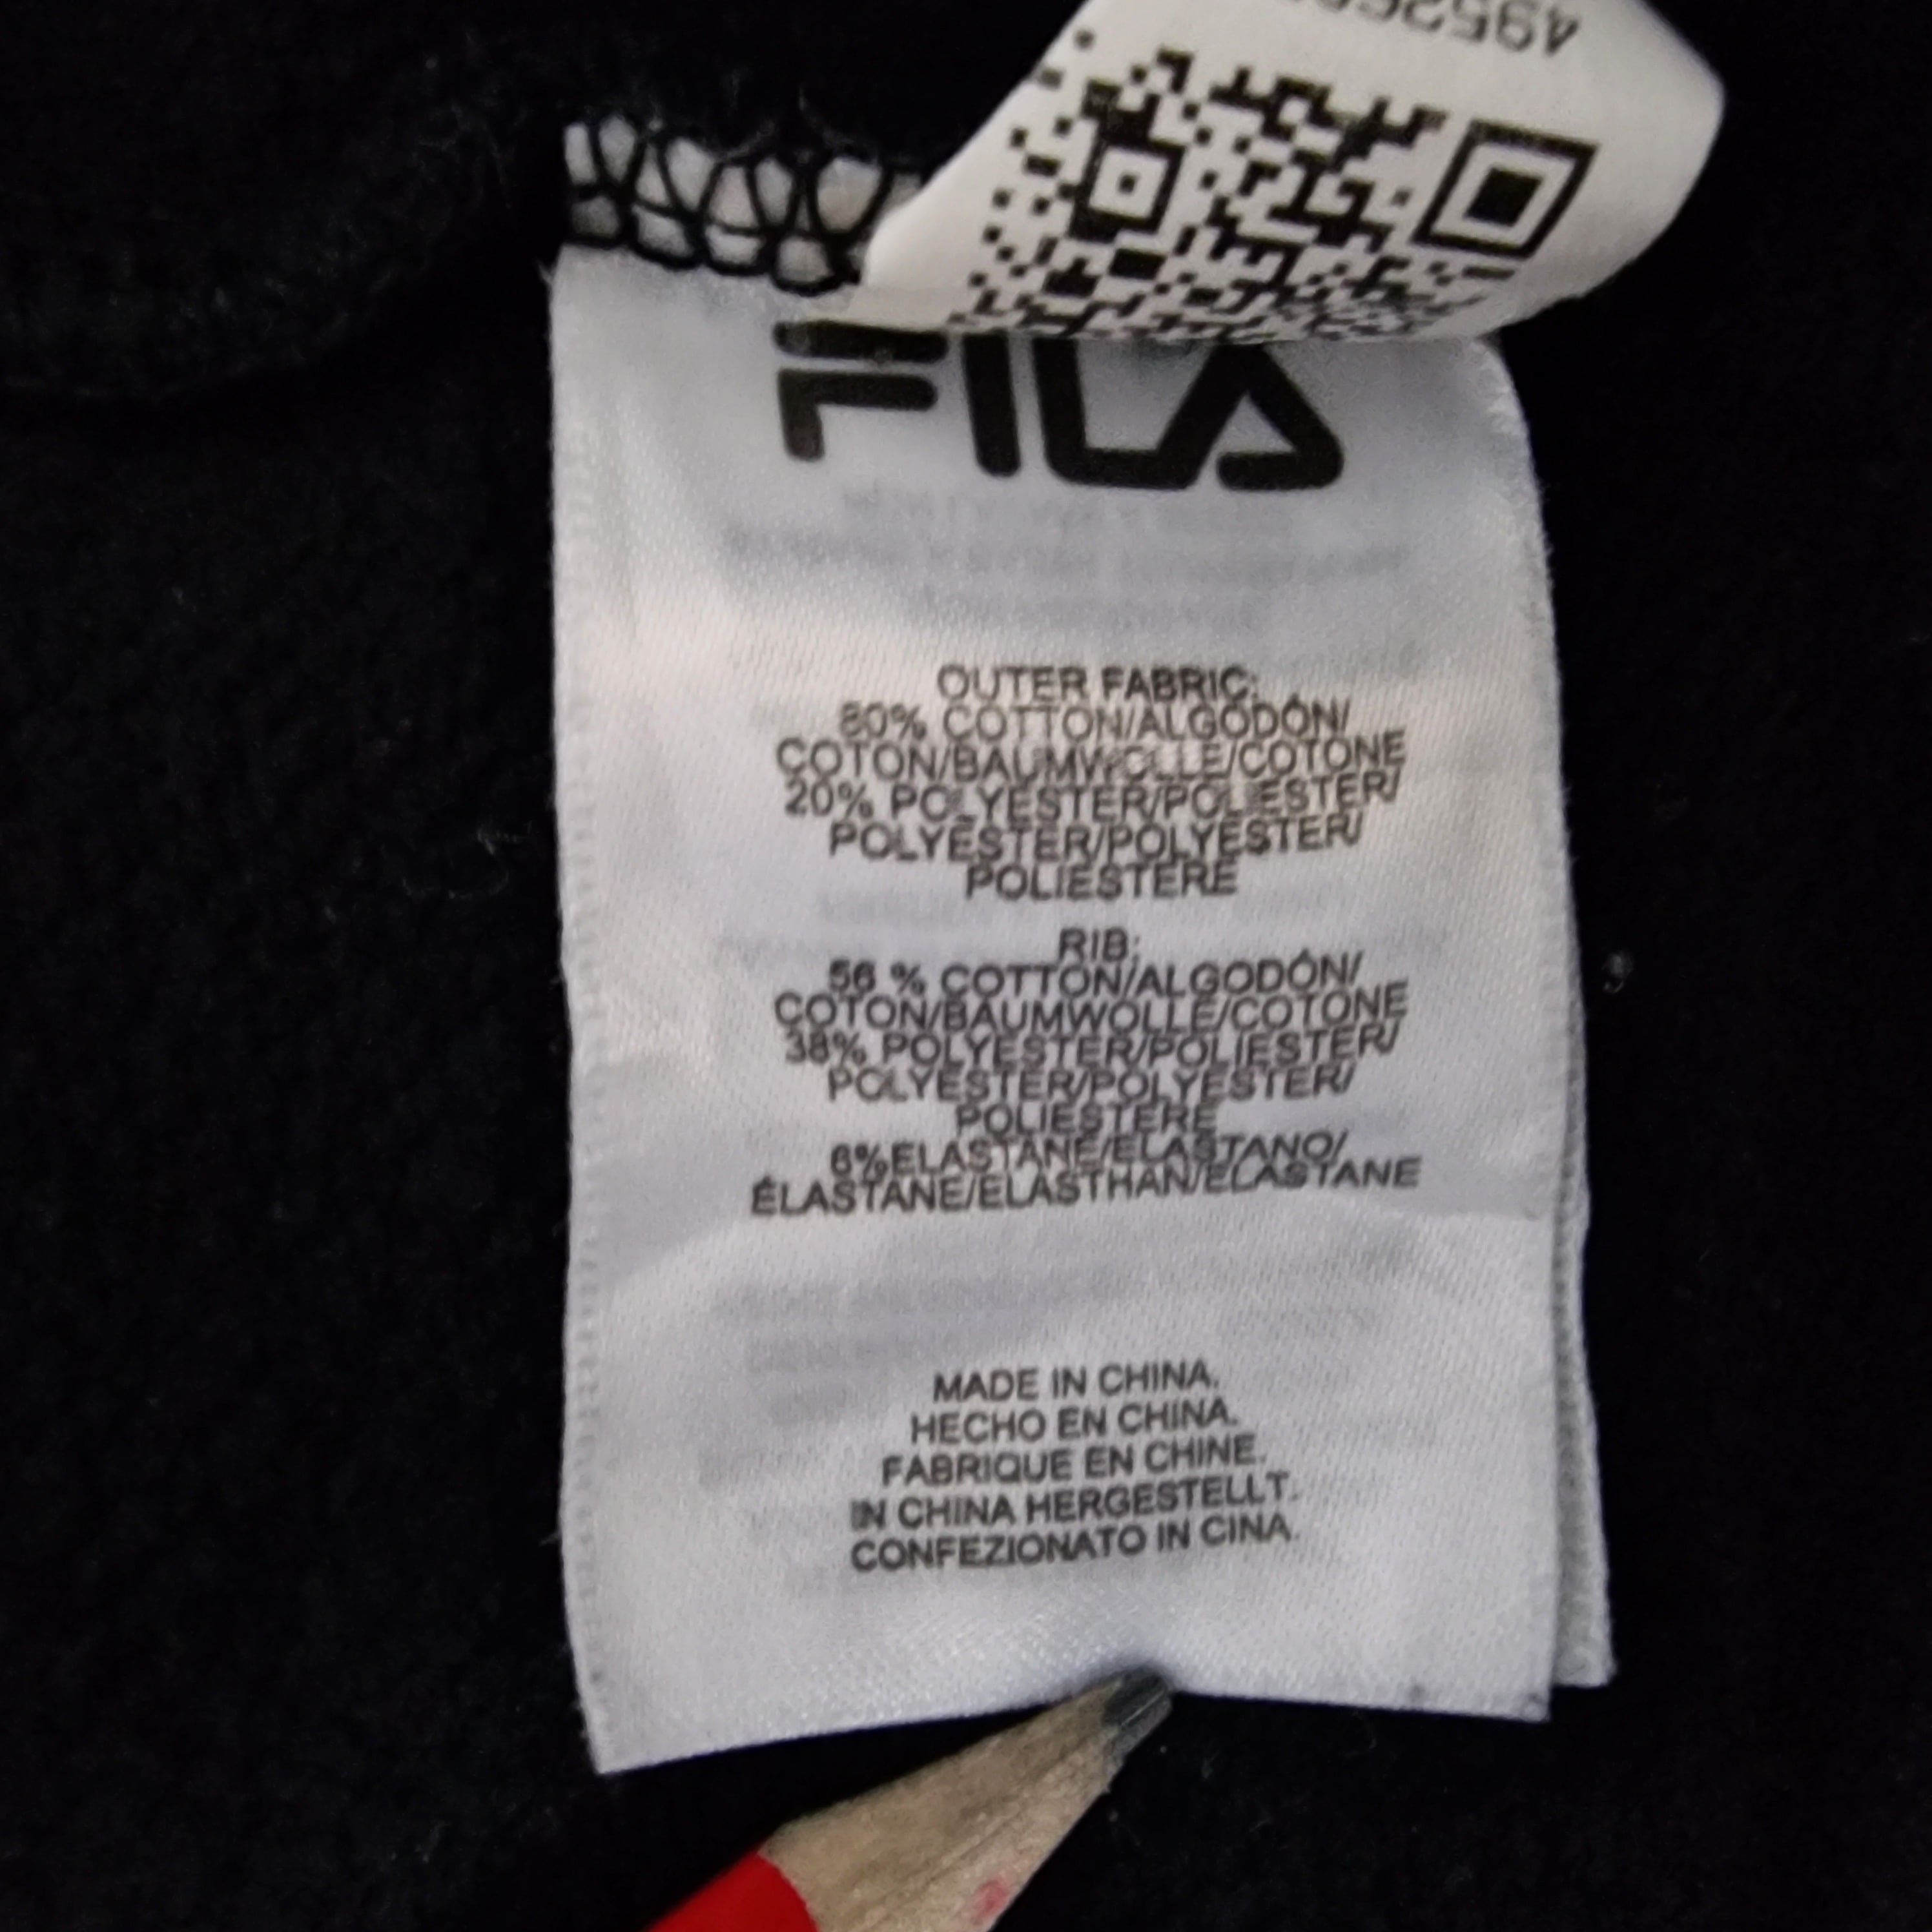 FILA
OUTER FABRIC:
80% COTTON/ALGODÓN/
COTON/BAUMWOLLE/COTONE
20% POLYESTER/POLIESTER/
POLYESTER/POLYESTER/
POLIESTERE
RIB:
56 % COTTON/ALGODÓN/
COTON/BAUMWOLLE/COTONE
38% POLYESTER/POLIESTER/
POLYESTER/POLYESTER/
POLIESTERE
6%ELASTANE/ELASTANO/
ÉLASTANE/ELASTHAN/ELASTANE
MADE IN CHINA.
HECHO EN CHINA.
FABRIQUE EN CHINE.
IN CHINA HERGESTELLT.
CONFEZIONATO IN CINA.